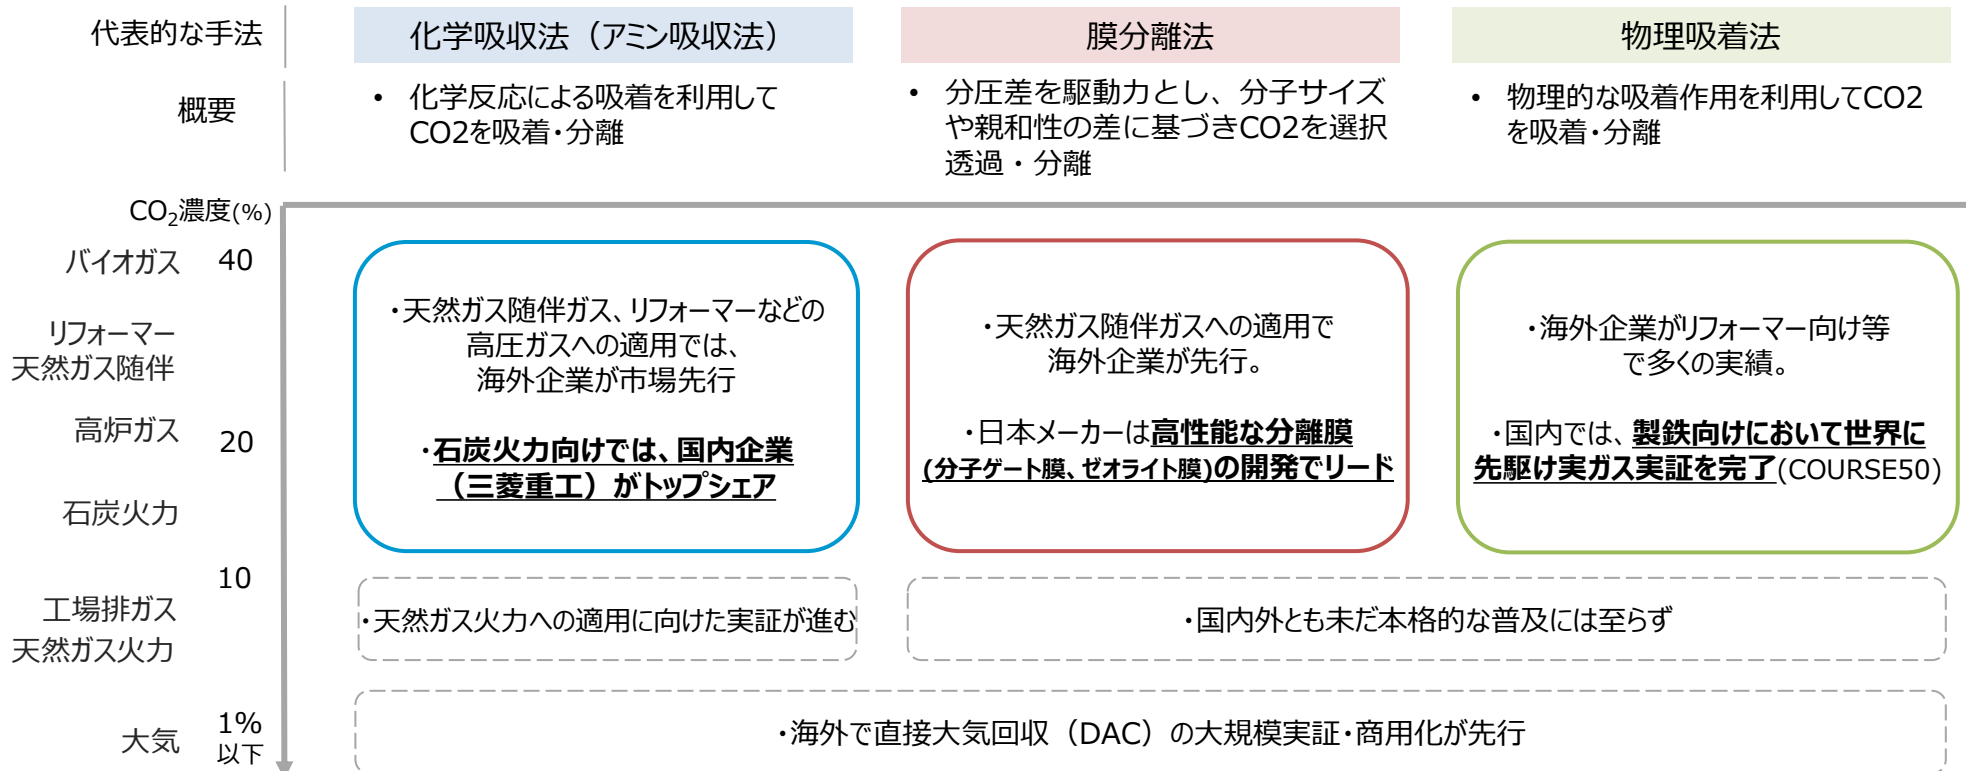 代表的な手法
化学吸収法（アミン吸収法）
膜分離法
物理吸着法
概要
• 化学反応による吸着を利用して
CO2を吸着・分離
• 分圧差を駆動力とし、分子サイズ
や親和性の差に基づきCO2を選択
透過・分離
• 物理的な吸着作用を利用してCO2
を吸着・分離
CO₂濃度(%)
バイオガス 40
リフォーマー
天然ガス随伴
高炉ガス 20
石炭火力
10
工場排ガス
天然ガス火力
大気 1%
以下
・天然ガス随伴ガス、リフォーマーなどの
高圧ガスへの適用では、
海外企業が市場先行
・石炭火力向けでは、国内企業
（三菱重工）がトップシェア
・天然ガス随伴ガスへの適用で
海外企業が先行。
・日本メーカーは高性能な分離膜
(分子ゲート膜、ゼオライト膜)の開発でリード
・海外企業がリフォーマー向け等
で多くの実績。
・国内では、製鉄向けにおいて世界に
先駆け実ガス実証を完了(COURSE50)
・天然ガス火力への適用に向けた実証が進む
・国内外とも未だ本格的な普及には至らず
・海外で直接大気回収（DAC）の大規模実証・商用化が先行